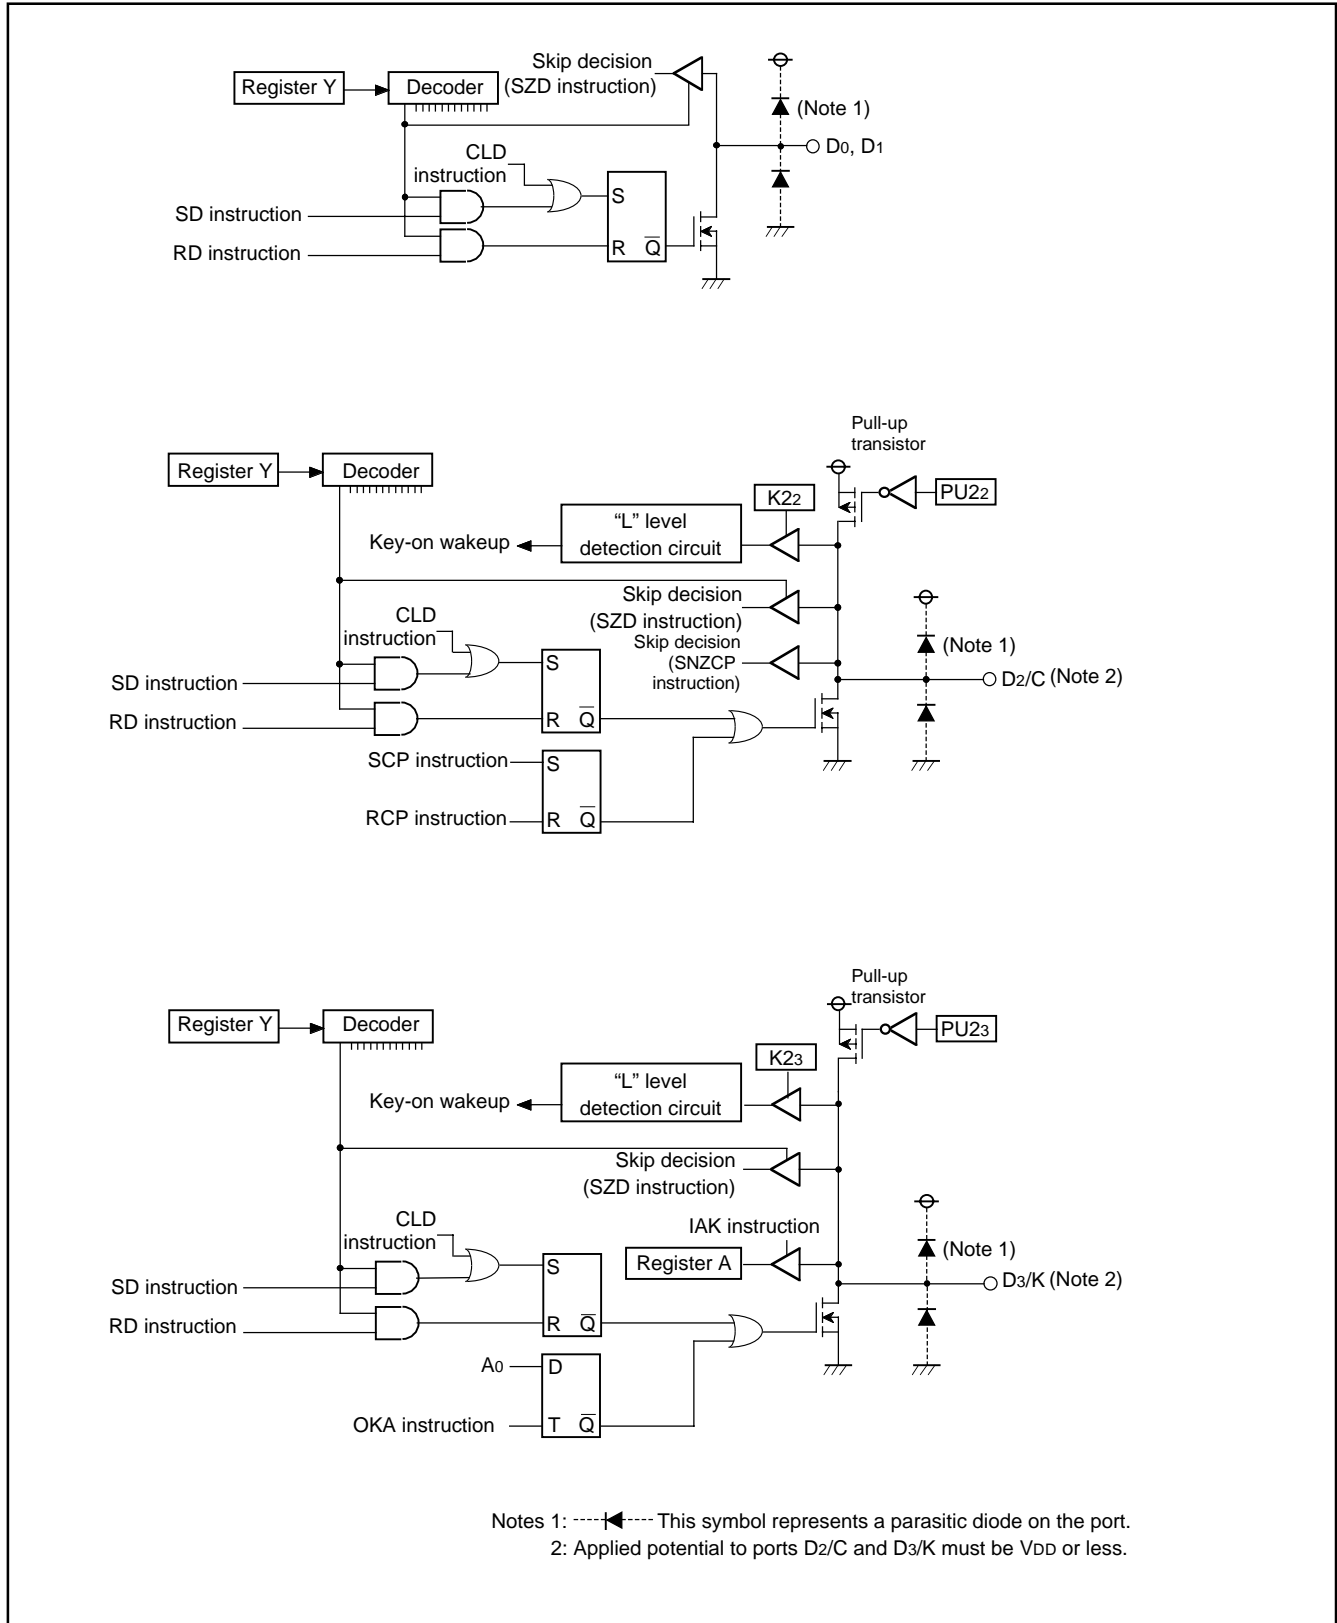 Skip decision
(SZD instruction)
Register Y
Decoder
(Note 1)
D0, D1
CLD
instruction
S
SD instruction
RD instruction
R Q̅
Pull-up
transistor
Register Y
Decoder
K22
PU22
"L" level
detection circuit
Key-on wakeup
Skip decision
(SZD instruction)
CLD
instruction
Skip decision
(SNZCP
instruction)
(Note 1)
S
SD instruction
D2/C (Note 2)
RD instruction
R Q̅
SCP instruction
S
RCP instruction
R Q̅
Pull-up
transistor
Register Y
Decoder
PU23
K23
"L" level
detection circuit
Key-on wakeup
Skip decision
(SZD instruction)
CLD
instruction
IAK instruction
Register A
(Note 1)
S
SD instruction
D3/K (Note 2)
RD instruction
R Q̅
A0
D
OKA instruction
T Q̅
Notes 1: This symbol represents a parasitic diode on the port.
2: Applied potential to ports D2/C and D3/K must be VDD or less.